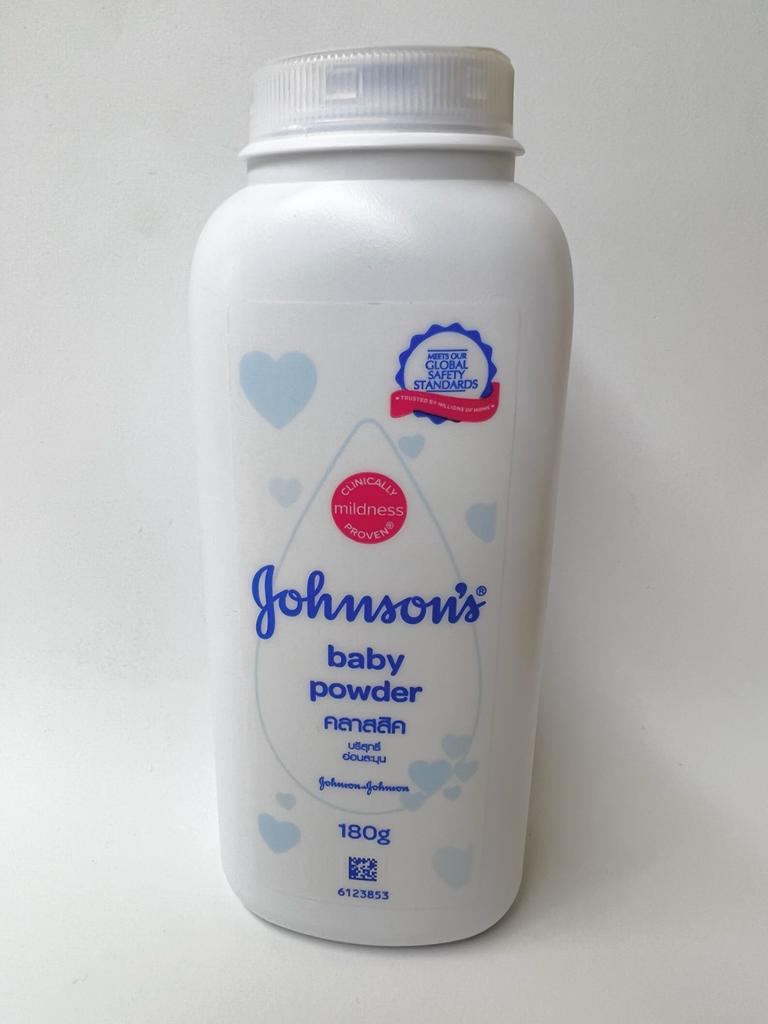 MEETS OUR
GLOBAL
SAFETY
STANDARDS
TRUSTED BY MILLIONS OF MOMS
CLINICALLY
mildness
PROVEN®
Johnson's®
baby
powder
คลาสสิค
บริสุทธิ์
อ่อนละมุน
Johnson & Johnson
180g
6123853